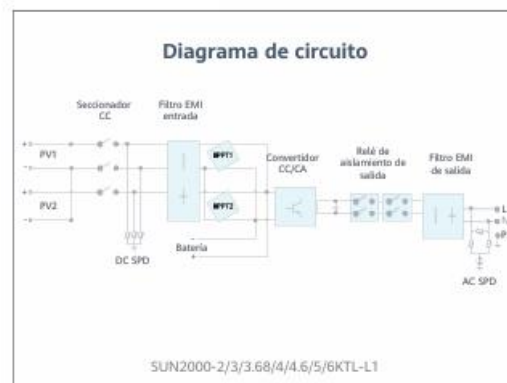 Diagrama de circuito
Seccionador
CC
Filtro EMI
entrada
PV1
PV2
MPPT1
MPPT2
Convertidor
CC/CA
Relé de
aislamiento de
salida
Filtro EMI
de salida
L
N
P
Batería
DC SPD
AC SPD
SUN2000-2/3/3.68/4/4.6/5/6KTL-L1